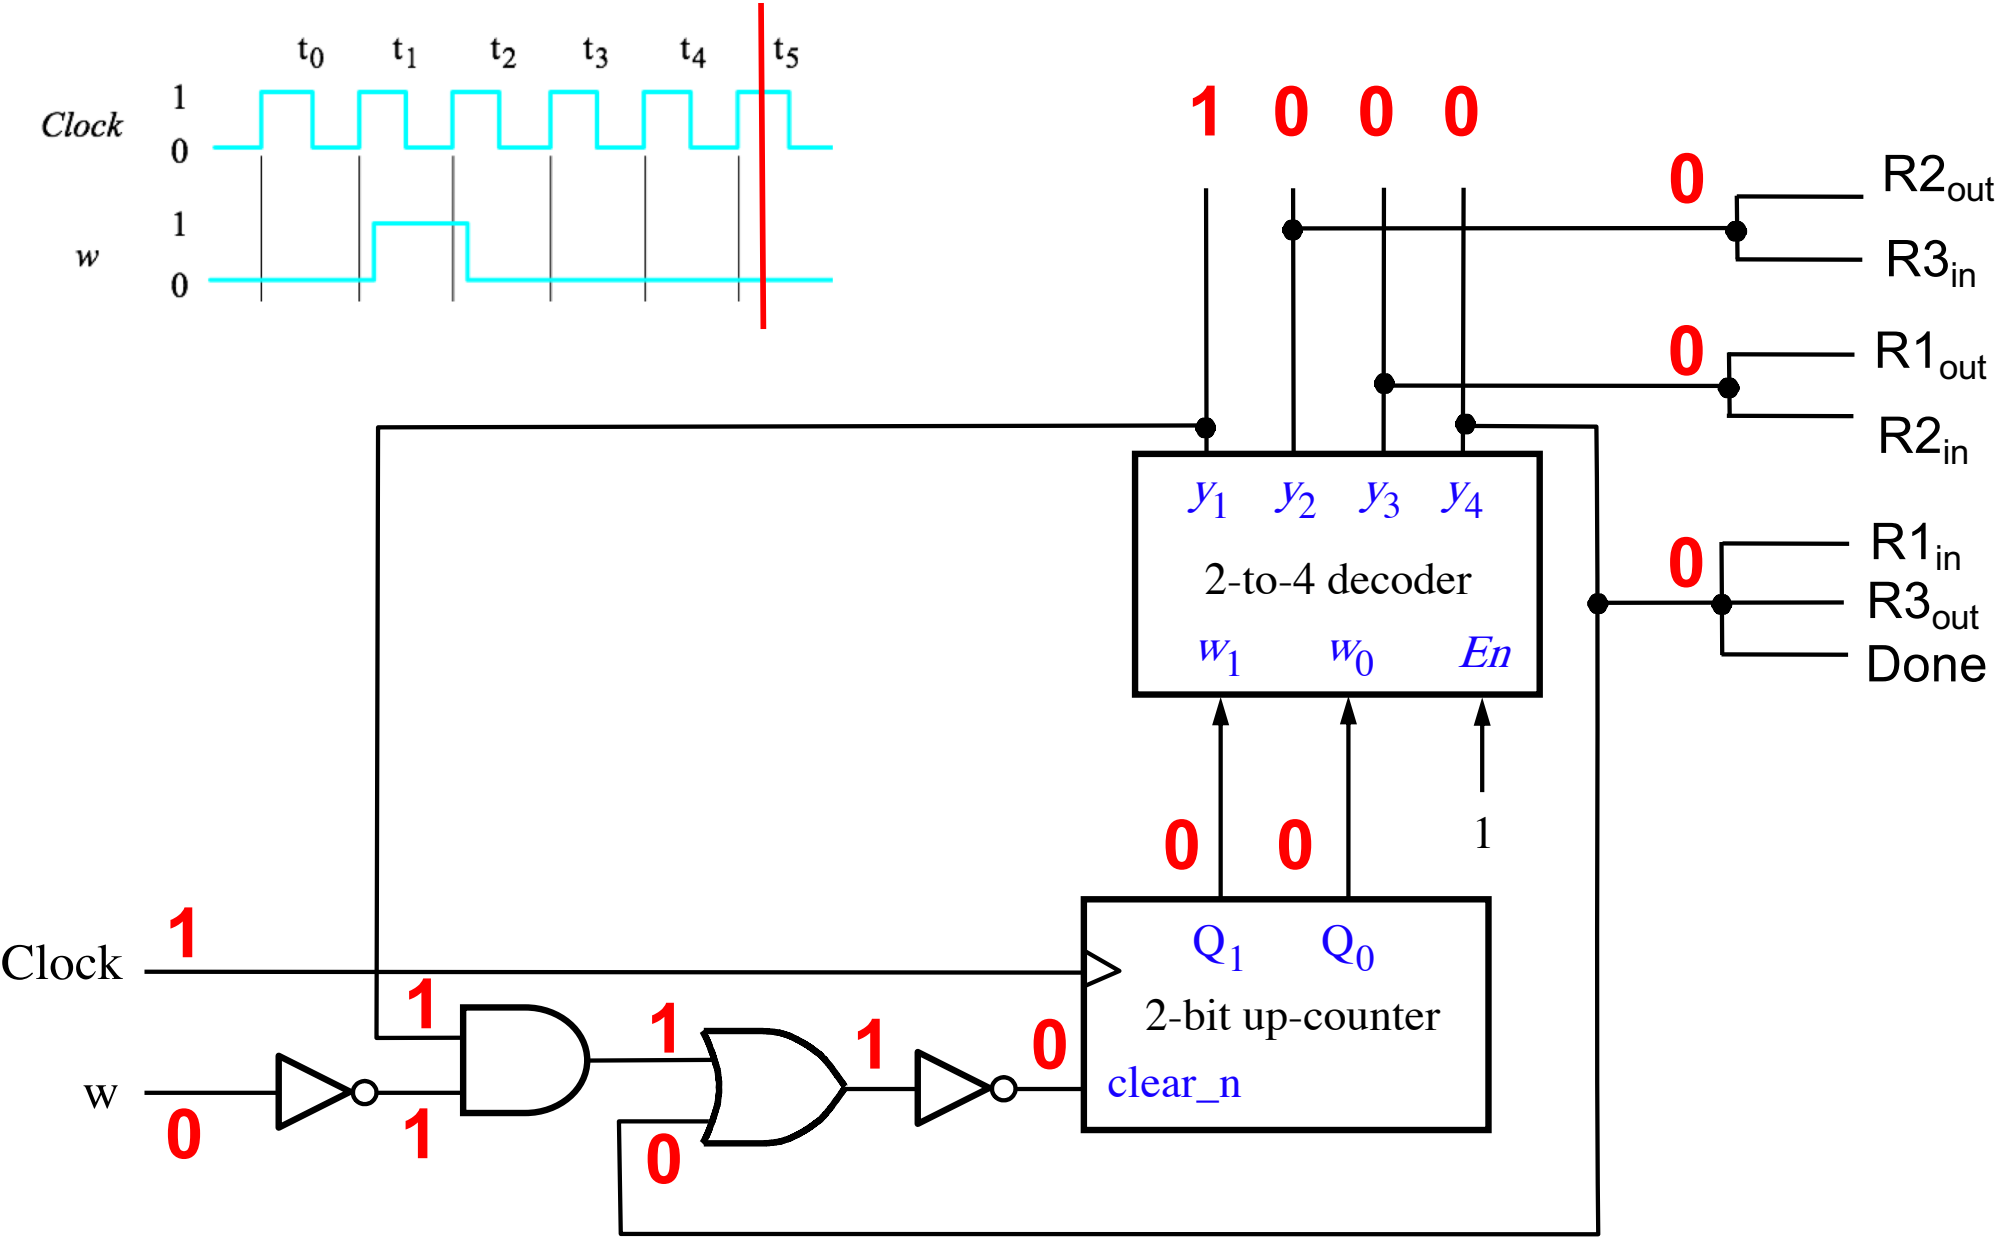 t0 t1 t2 t3 t4 t5
1
Clock
0
1
w
0
1 0 0 0
0
R2out
R3in
0
R1out
R2in
y1 y2 y3 y4
2-to-4 decoder
w1 w0 En
0
R1in
R3out
Done
1
0 0
Q1 Q0
2-bit up-counter
clear_n
Clock
1
w
0
1
1
1
0
1
0